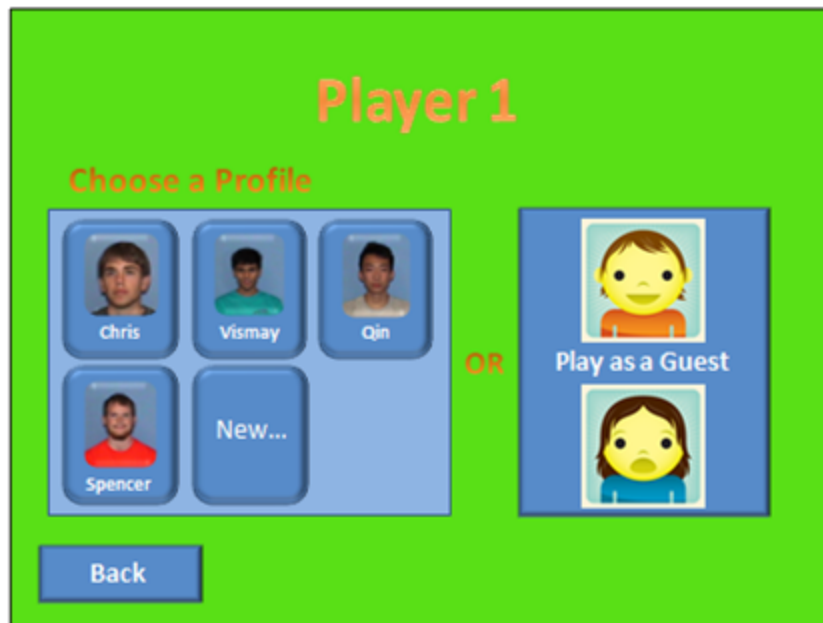 Player 1
Choose a Profile
Chris
Vismay
Qin
Spencer
New...
OR
Play as a Guest
Back